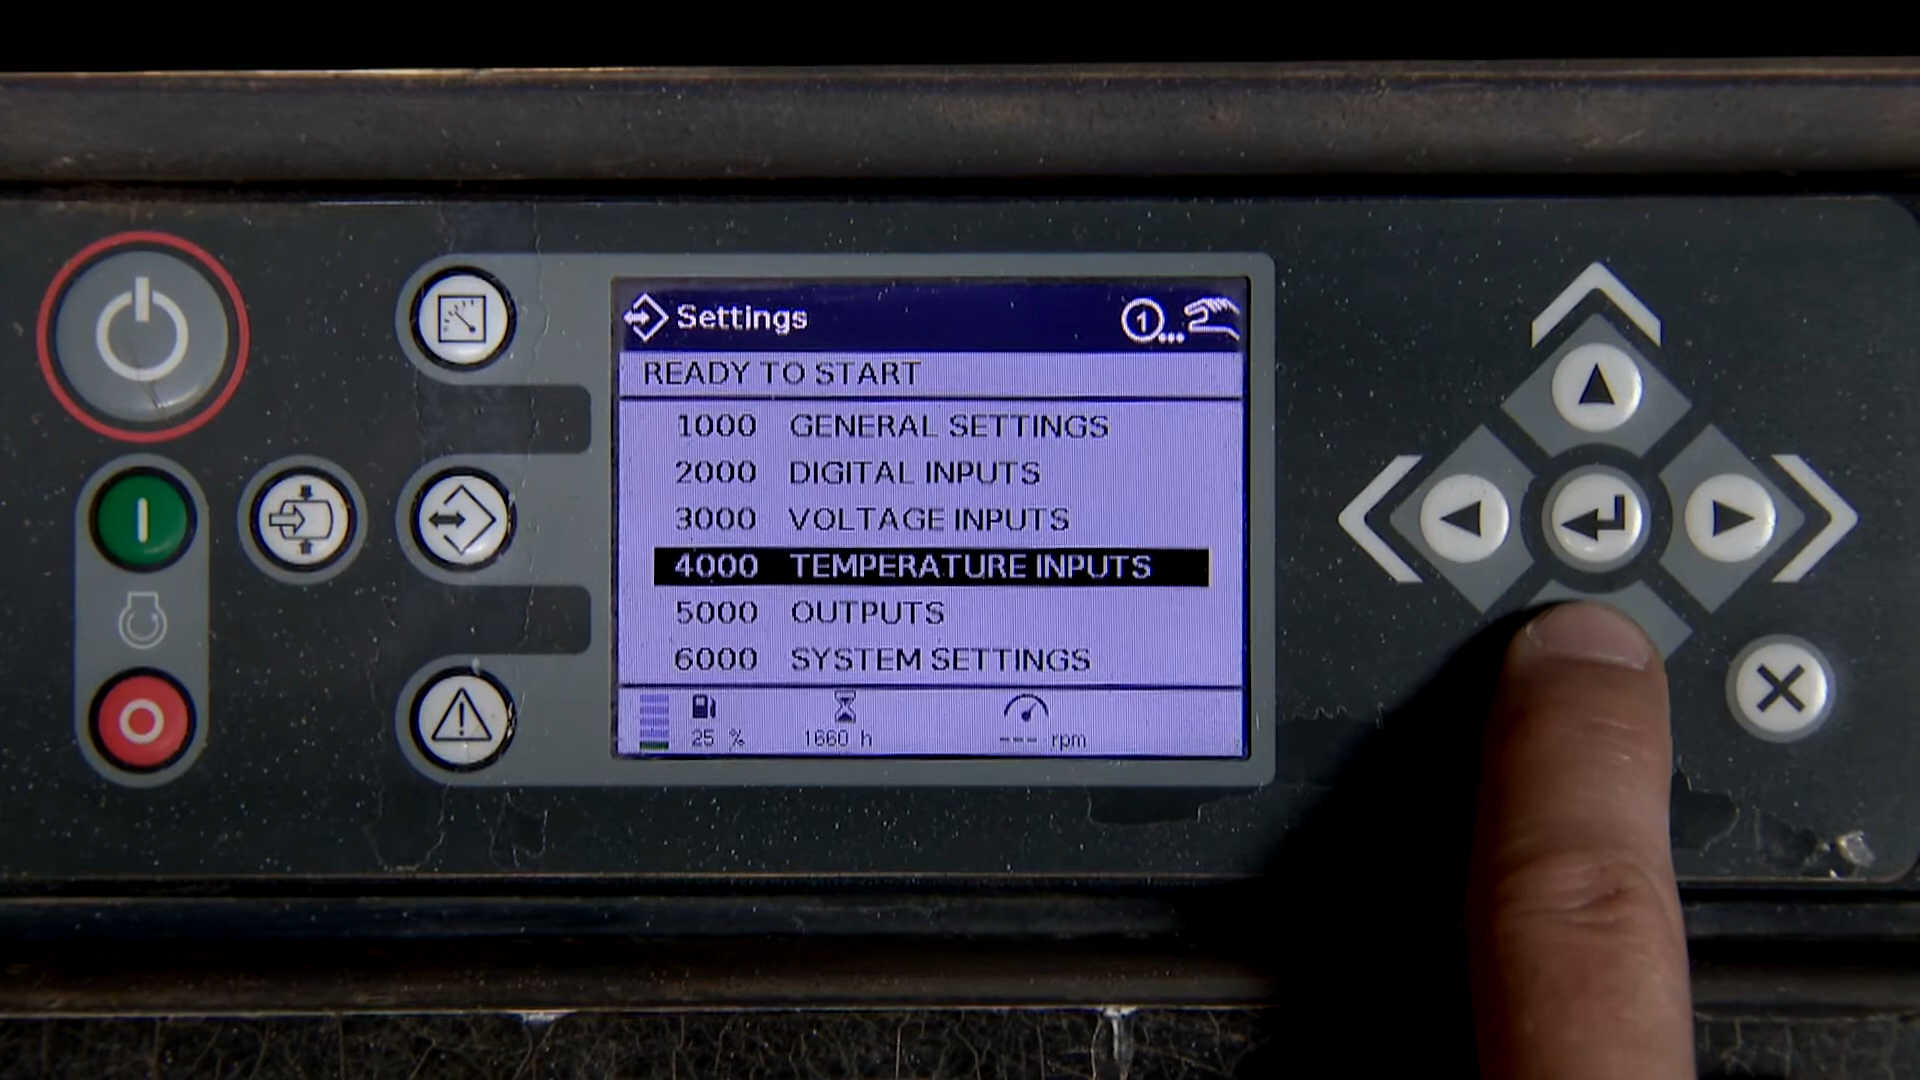 Settings
1...
READY TO START
1000 GENERAL SETTINGS
2000 DIGITAL INPUTS
3000 VOLTAGE INPUTS
4000 TEMPERATURE INPUTS
5000 OUTPUTS
6000 SYSTEM SETTINGS
25 % 1660 h --- rpm